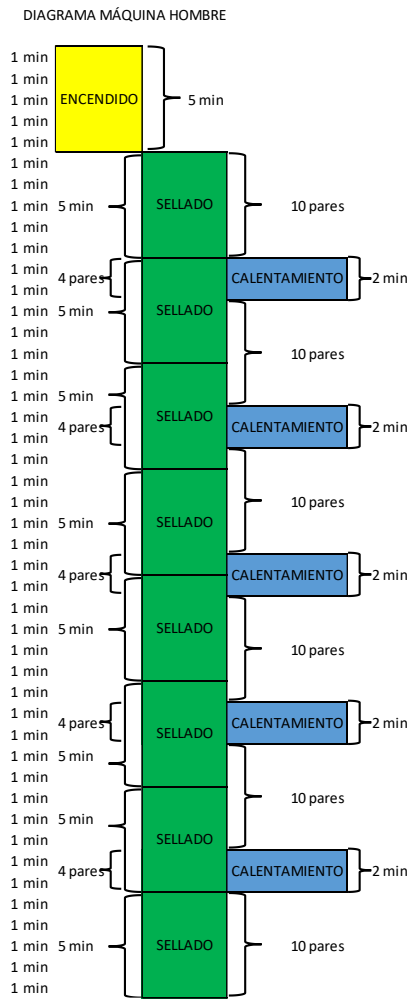 DIAGRAMA MÁQUINA HOMBRE
1 min
1 min
1 min ENCENDIDO 5 min
1 min
1 min
1 min
1 min
1 min 5 min SELLADO 10 pares
1 min
1 min
1 min 4 pares CALENTAMIENTO 2 min
1 min
1 min 5 min SELLADO
1 min
1 min 10 pares
1 min
1 min 5 min
1 min 4 pares SELLADO CALENTAMIENTO 2 min
1 min
1 min
1 min
1 min 10 pares
1 min 5 min SELLADO
1 min
1 min 4 pares CALENTAMIENTO 2 min
1 min
1 min
1 min 5 min SELLADO
1 min 10 pares
1 min
1 min
1 min 4 pares CALENTAMIENTO 2 min
1 min SELLADO
1 min 5 min
1 min
1 min 10 pares
1 min 5 min
1 min SELLADO
1 min 4 pares CALENTAMIENTO 2 min
1 min
1 min
1 min
1 min 5 min SELLADO 10 pares
1 min
1 min